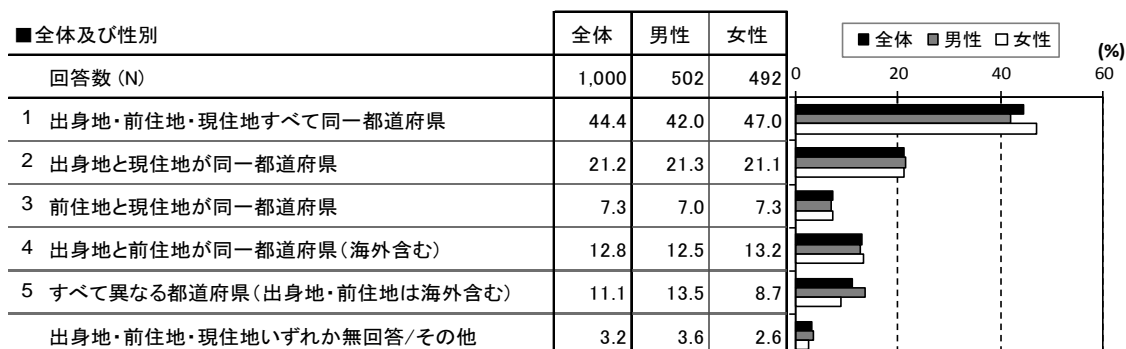 ■全体及び性別 全体 男性 女性
回答数 (N) 1,000 502 492
1 出身地・前住地・現住地すべて同一都道府県 44.4 42.0 47.0
2 出身地と現住地が同一都道府県 21.2 21.3 21.1
3 前住地と現住地が同一都道府県 7.3 7.0 7.3
4 出身地と前住地が同一都道府県(海外含む) 12.8 12.5 13.2
5 すべて異なる都道府県(出身地・前住地は海外含む) 11.1 13.5 8.7
出身地・前住地・現住地いずれか無回答/その他 3.2 3.6 2.6
■全体 ■男性 □女性
(%)
0 20 40 60